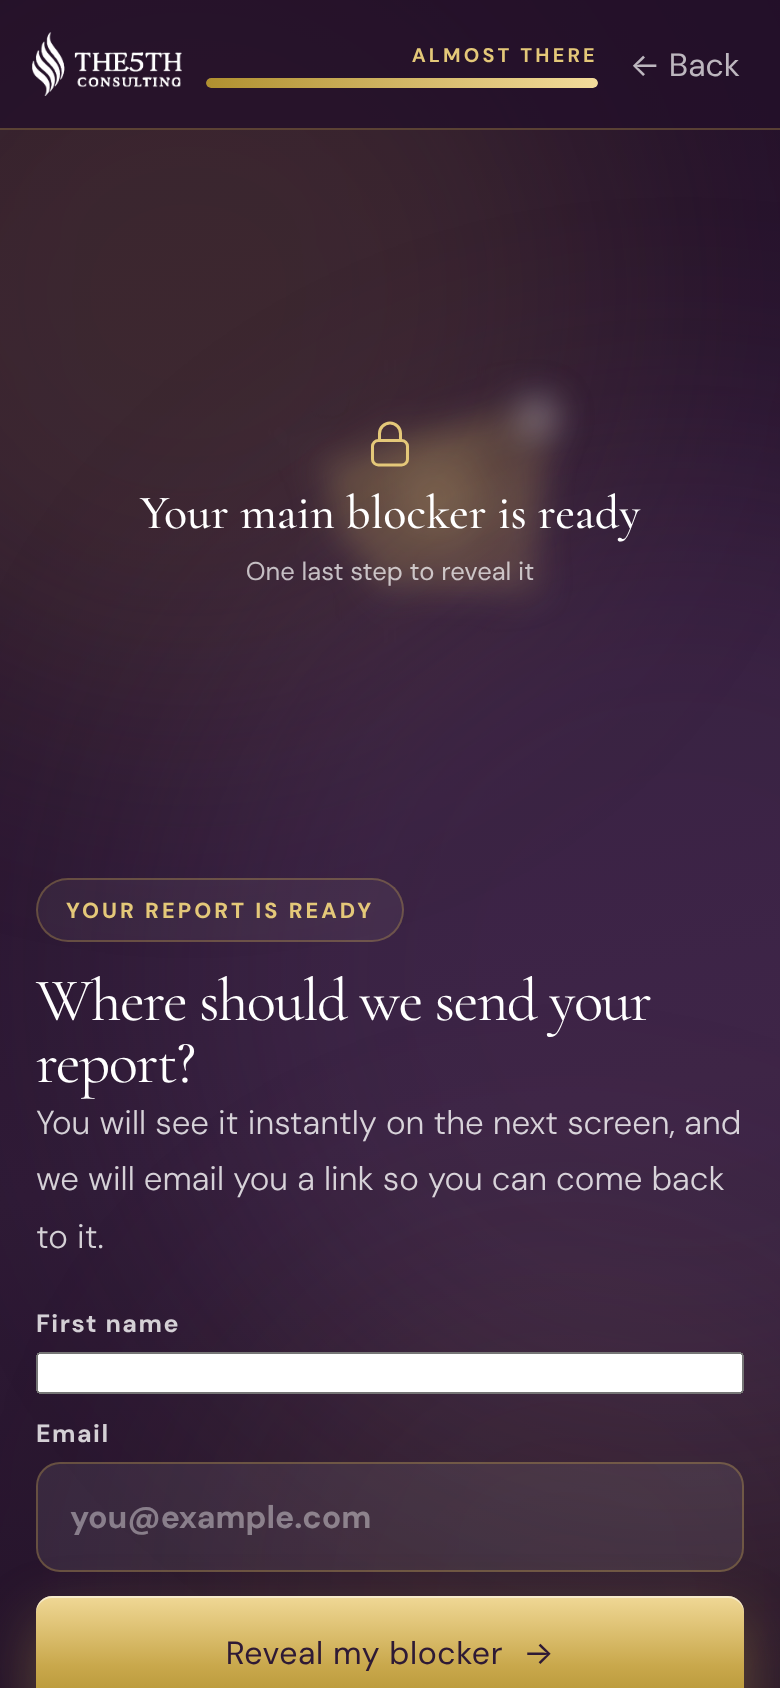 THE5TH
CONSULTING
ALMOST THERE
← Back
Your main blocker is ready
One last step to reveal it
YOUR REPORT IS READY
Where should we send your
report?
You will see it instantly on the next screen, and
we will email you a link so you can come back
to it.
First name
Email
you@example.com
Reveal my blocker →